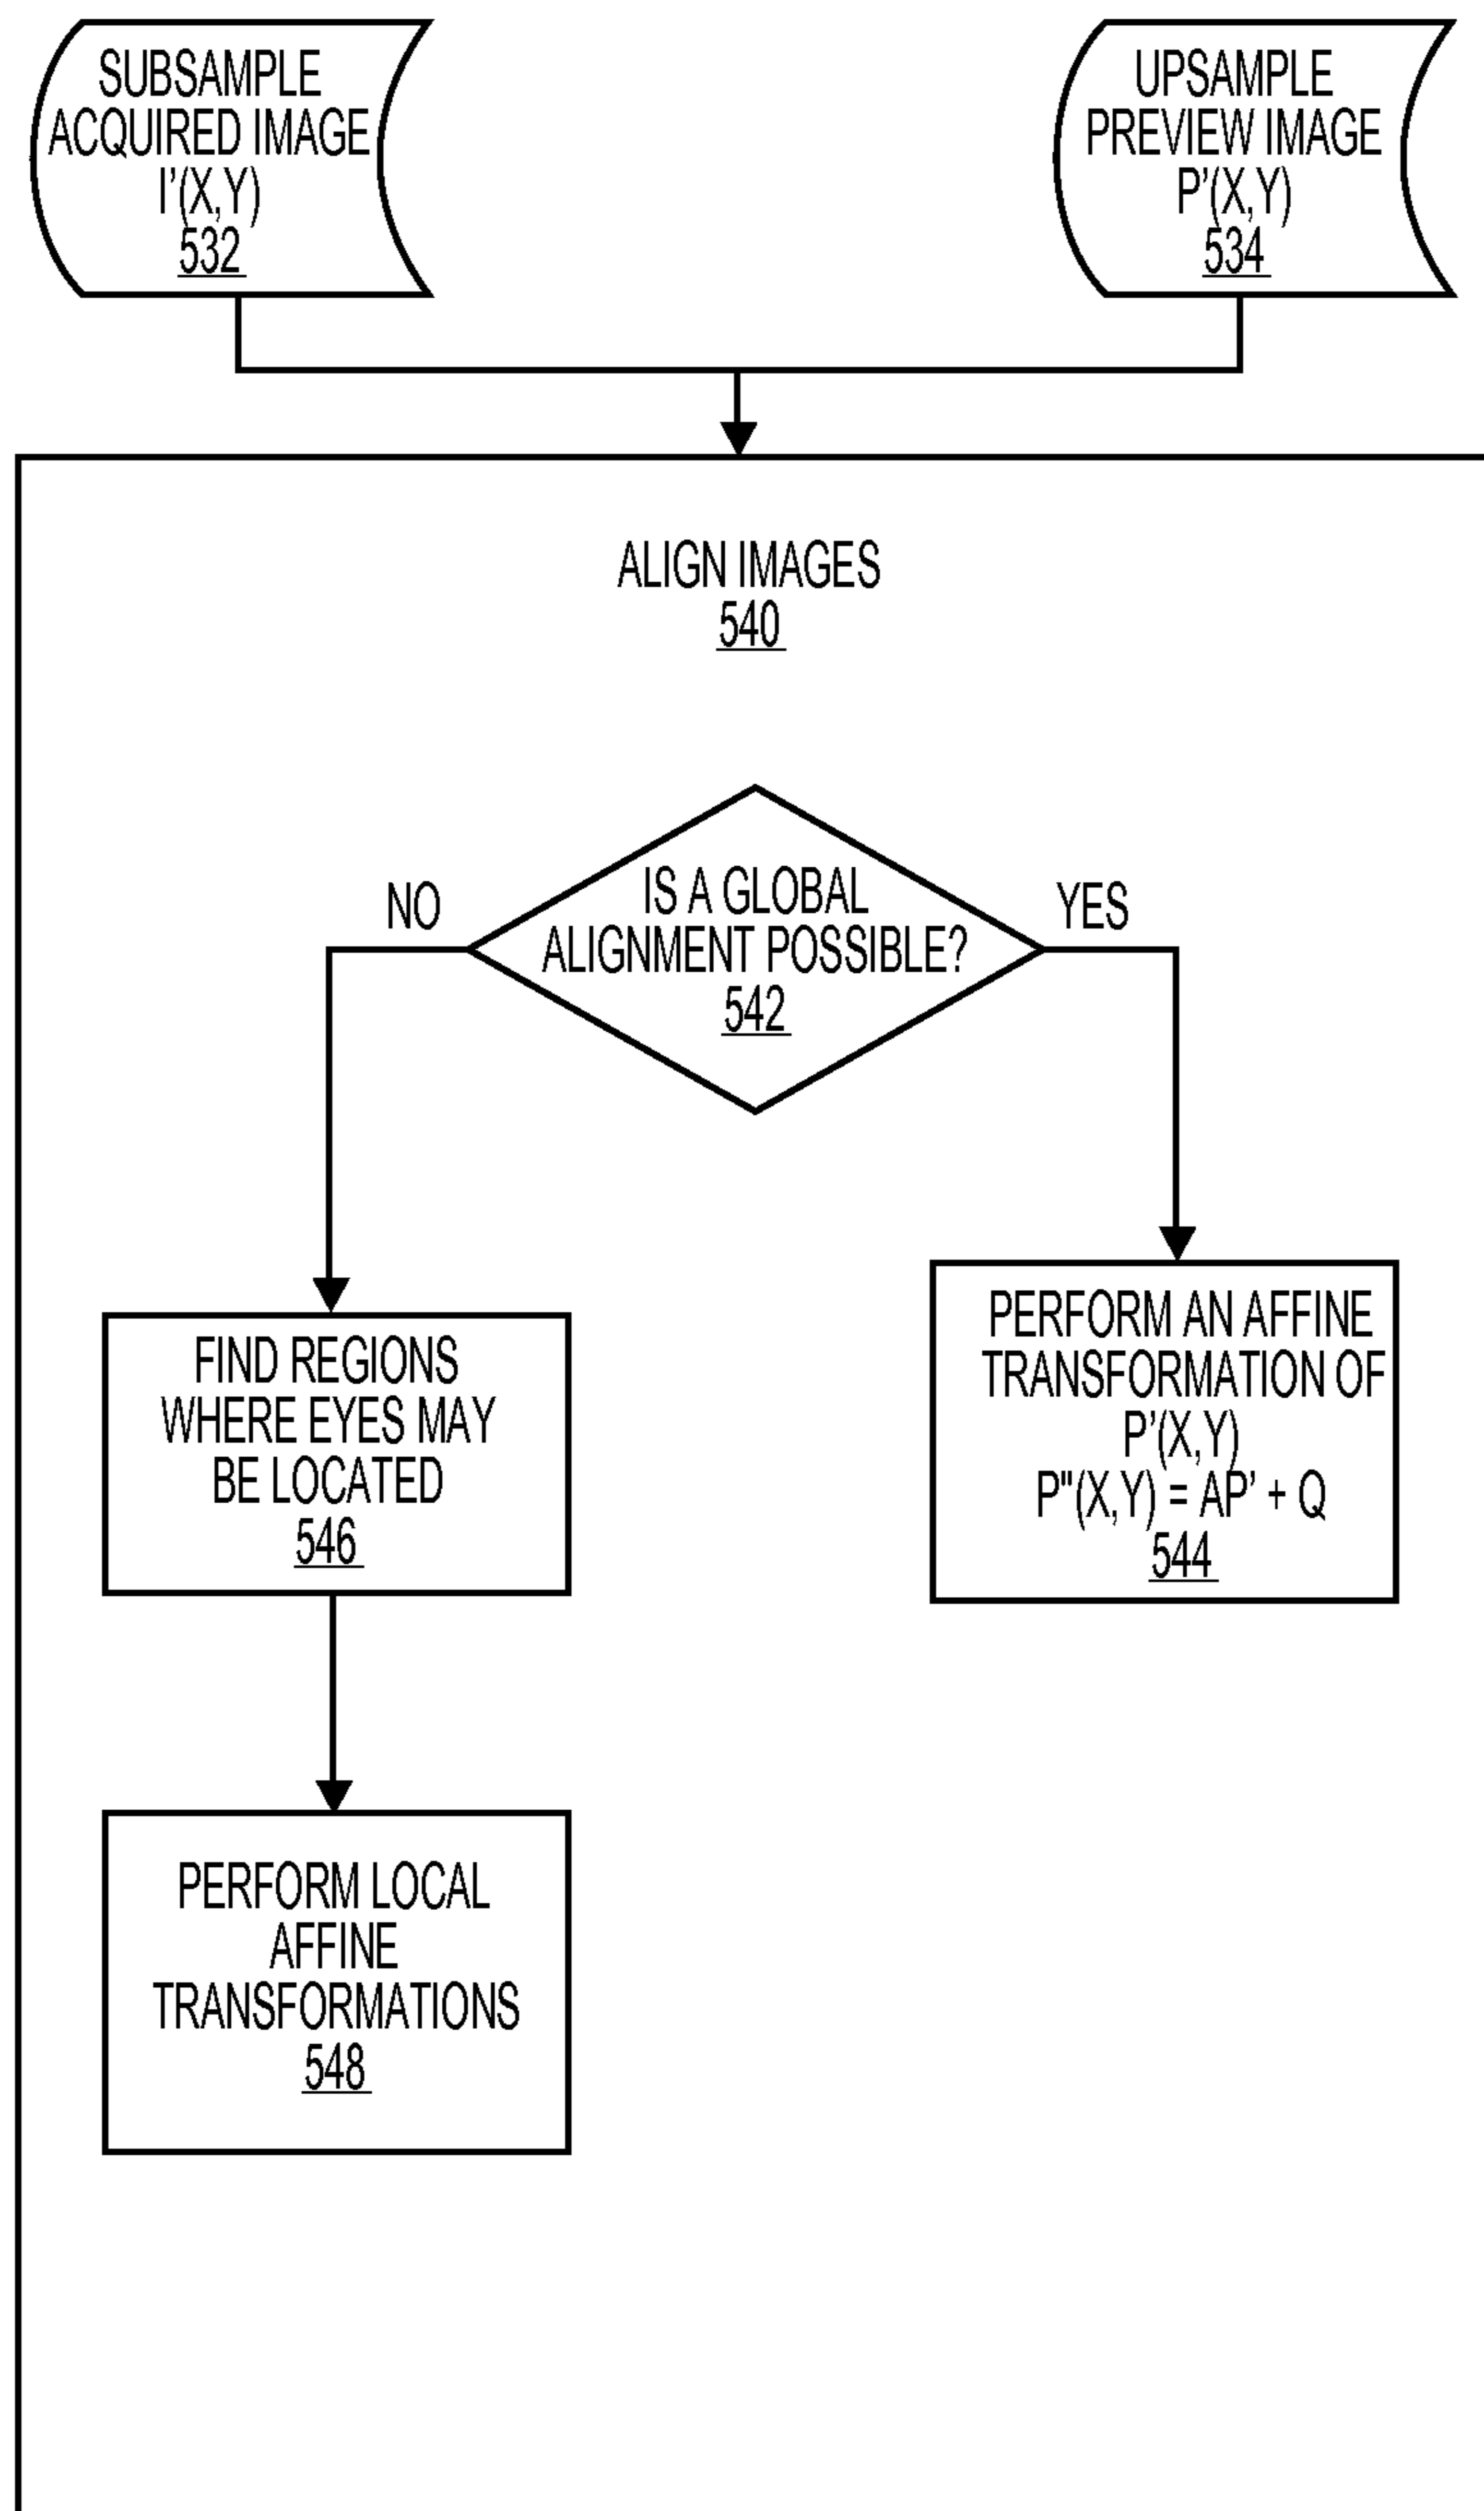 SUBSAMPLE
ACQUIRED IMAGE
I'(X,Y)
532
UPSAMPLE
PREVIEW IMAGE
P'(X,Y)
534
ALIGN IMAGES
540
IS A GLOBAL
ALIGNMENT POSSIBLE?
542
NO
YES
FIND REGIONS
WHERE EYES MAY
BE LOCATED
546
PERFORM AN AFFINE
TRANSFORMATION OF
P'(X,Y)
P"(X,Y) = AP' + Q
544
PERFORM LOCAL
AFFINE
TRANSFORMATIONS
548